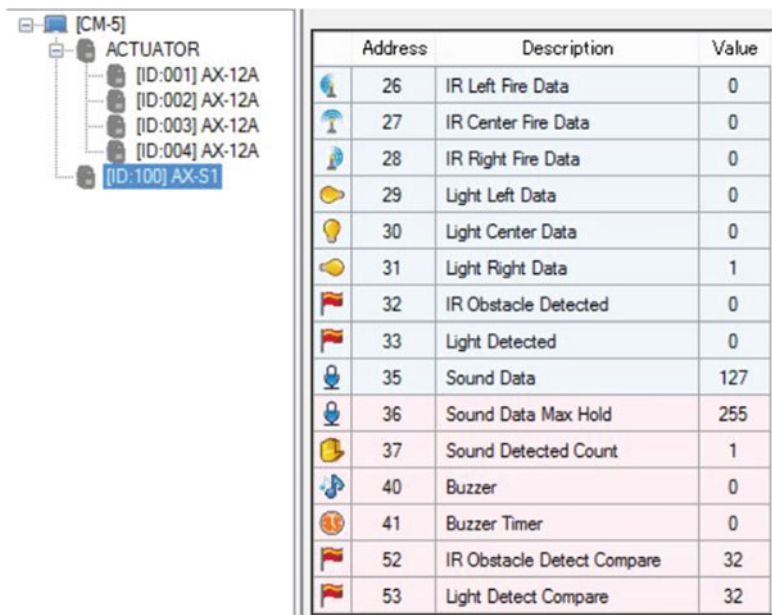 [CM-5]
ACTUATOR
[ID:001] AX-12A
[ID:002] AX-12A
[ID:003] AX-12A
[ID:004] AX-12A
[ID:100] AX-S1
Address Description Value
26 IR Left Fire Data 0
27 IR Center Fire Data 0
28 IR Right Fire Data 0
29 Light Left Data 0
30 Light Center Data 0
31 Light Right Data 1
32 IR Obstacle Detected 0
33 Light Detected 0
35 Sound Data 127
36 Sound Data Max Hold 255
37 Sound Detected Count 1
40 Buzzer 0
41 Buzzer Timer 0
52 IR Obstacle Detect Compare 32
53 Light Detect Compare 32